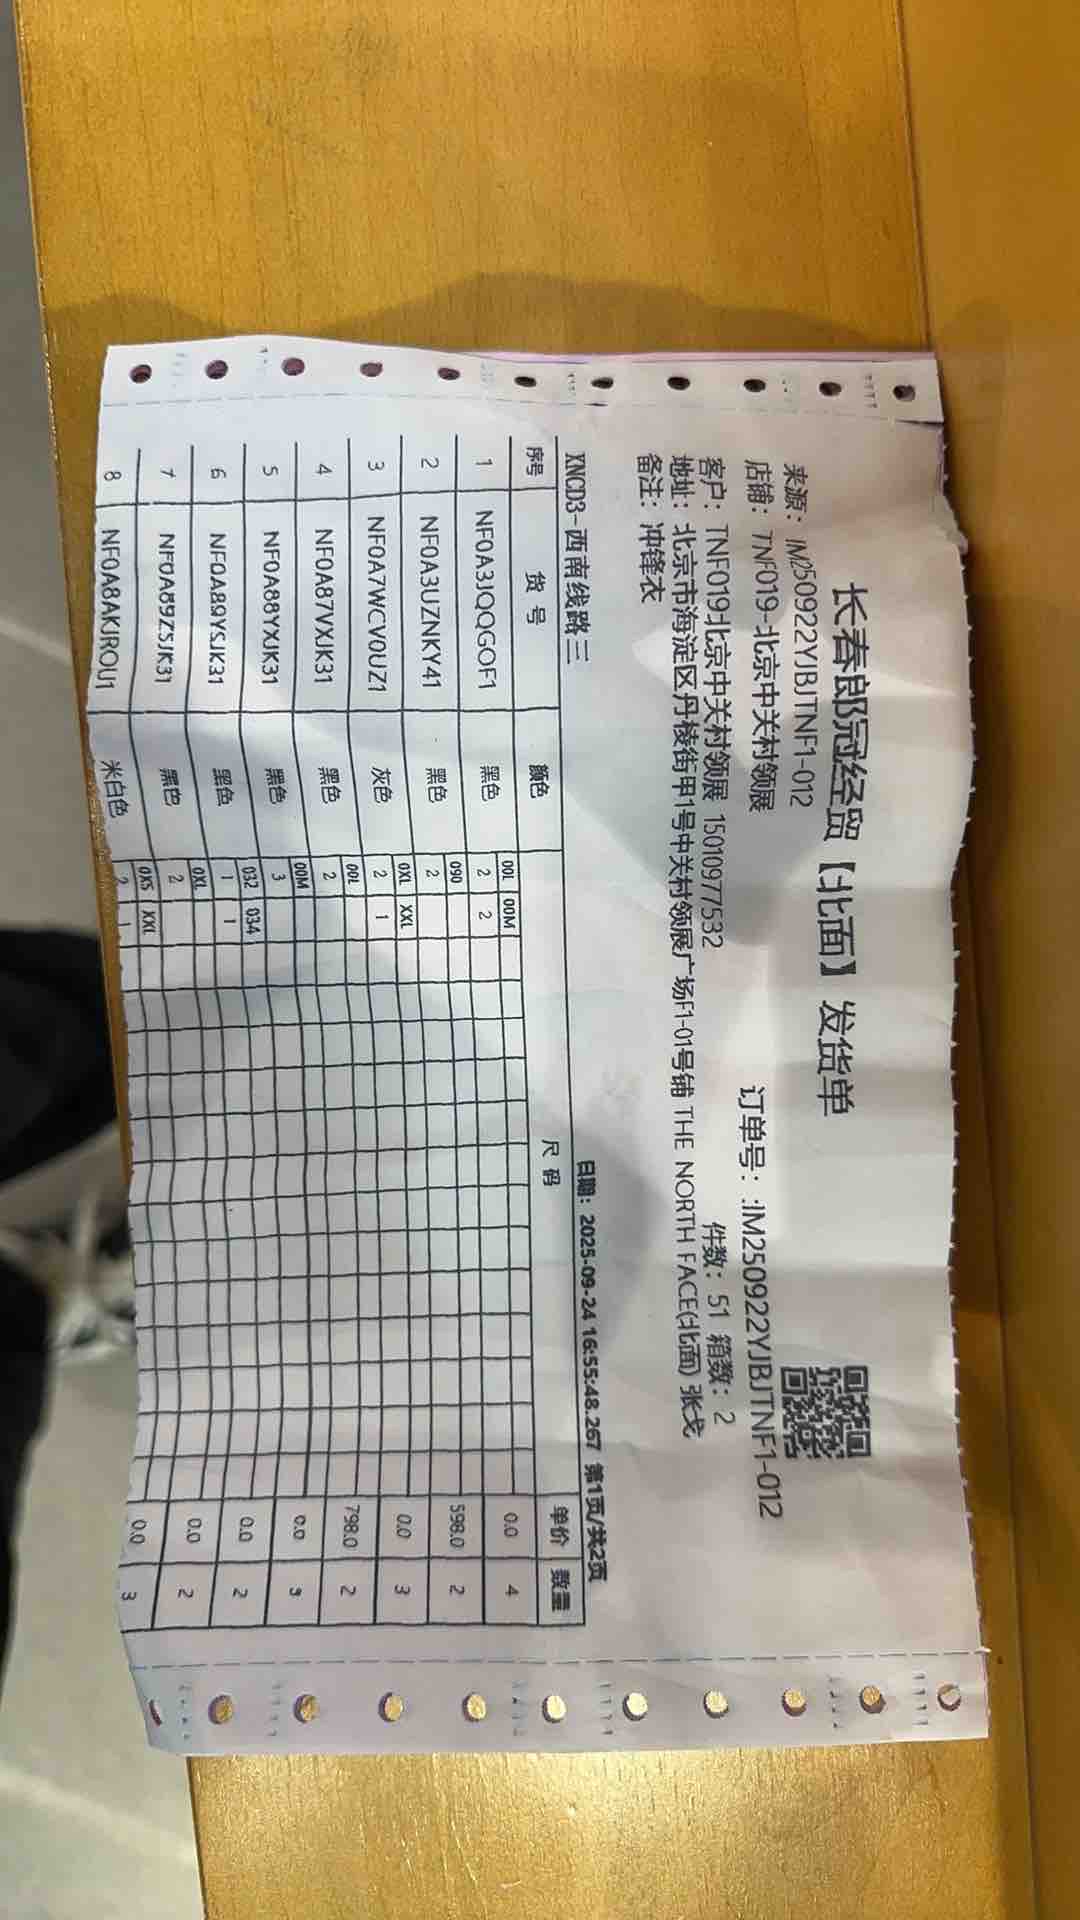 长春郎冠经贸【北面】发货单
来源：IM250922YJBJTNF1-012
订单号：:IM250922YJBJTNF1-012
店铺：TNF019-北京中关村领展
客户：TNF019北京中关村领展 15010977532 件数：51 箱数：2
地址：北京市海淀区丹棱街甲1号中关村领展广场F1-01号铺 THE NORTH FACE(北面) 张戈
备注：冲锋衣
XNCD3-西南线路三 日期：2025-09-24 16:55:48.267 第1页/共2页
序号 货号 颜色 尺码 单价 数量
00L 00M
1 NF0A3JQQGOF1 黑色 2 2 0.0 4
090
2 NF0A3UZNKY41 黑色 2 598.0 2
0XL XXL
3 NF0A7WCV0UZ1 灰色 2 1 0.0 3
00L
4 NF0A87VXJK31 黑色 2 798.0 2
00M
5 NF0A88YXJK31 黑色 3 0.0 3
032 034
6 NF0A89YSJK31 黑色 1 1 0.0 2
0XL
7 NF0A89ZSJK31 黑色 2 0.0 2
0XS XXL
8 NF0A8AKJROU1 米白色 2 1 0.0 3